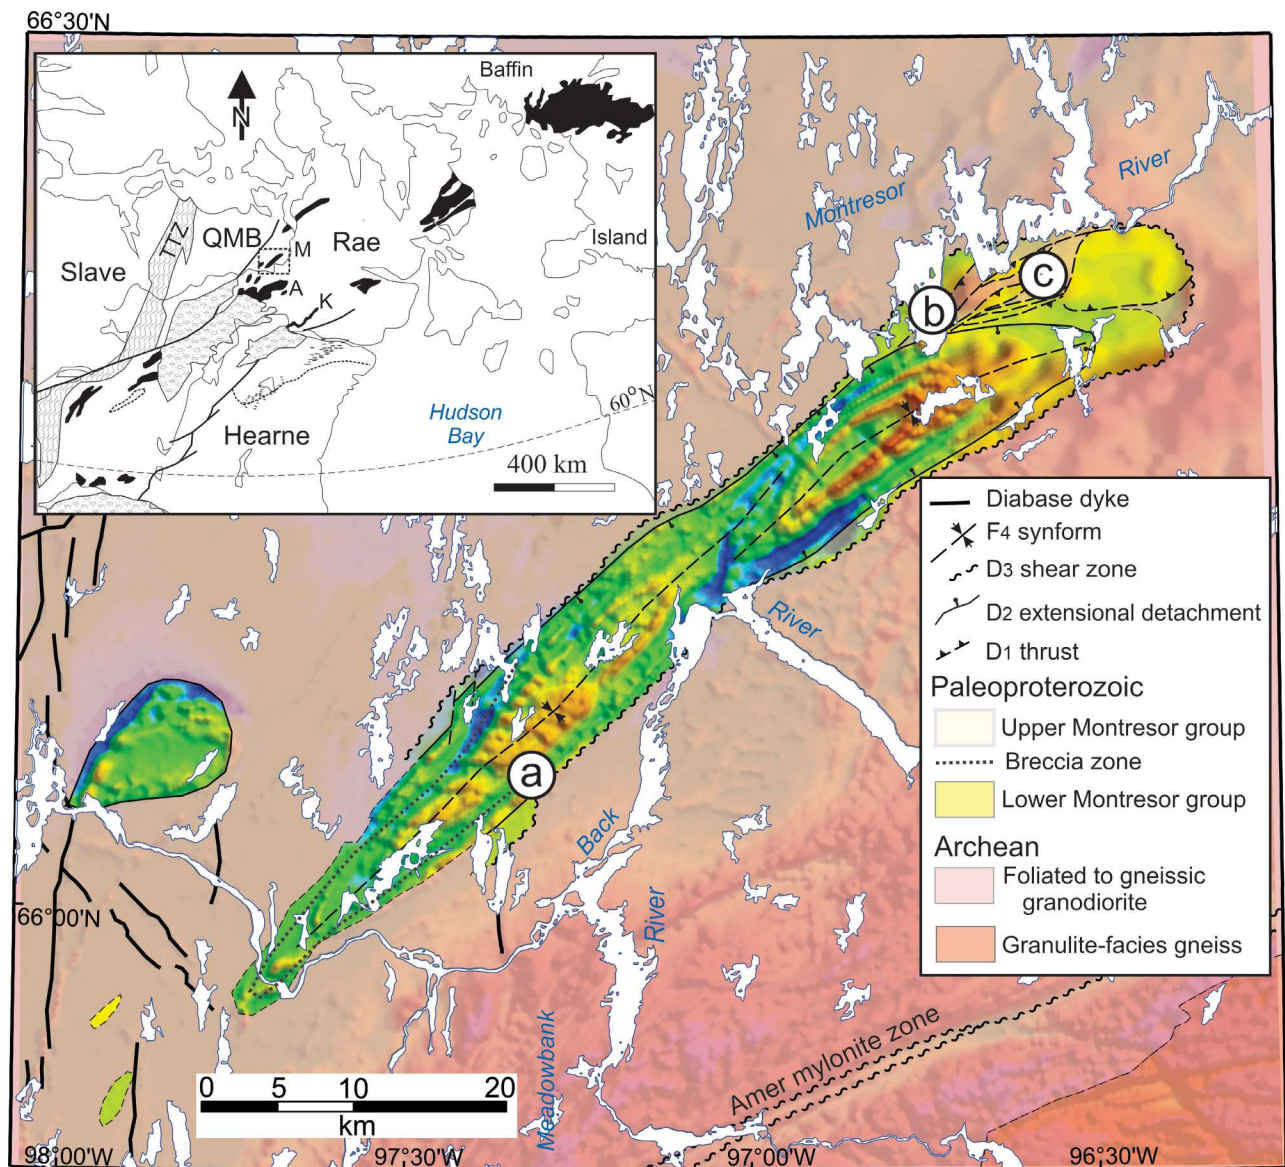 66°30'N
Baffin
N
River
Montresor
TTZ
QMB
Rae
M
Island
Slave
A
K
c
b
60°N
Hudson
Bay
Hearne
400 km
Diabase dyke
F4 synform
D3 shear zone
D2 extensional detachment
D1 thrust
Paleoproterozoic
Upper Montresor group
Breccia zone
Lower Montresor group
Archean
Foliated to gneissic
granodiorite
Granulite-facies gneiss
River
a
Back
River
66°00'N
Meadowbank
Amer mylonite zone
0 5 10 20
km
98°00'W 97°30'W 97°00'W 96°30'W